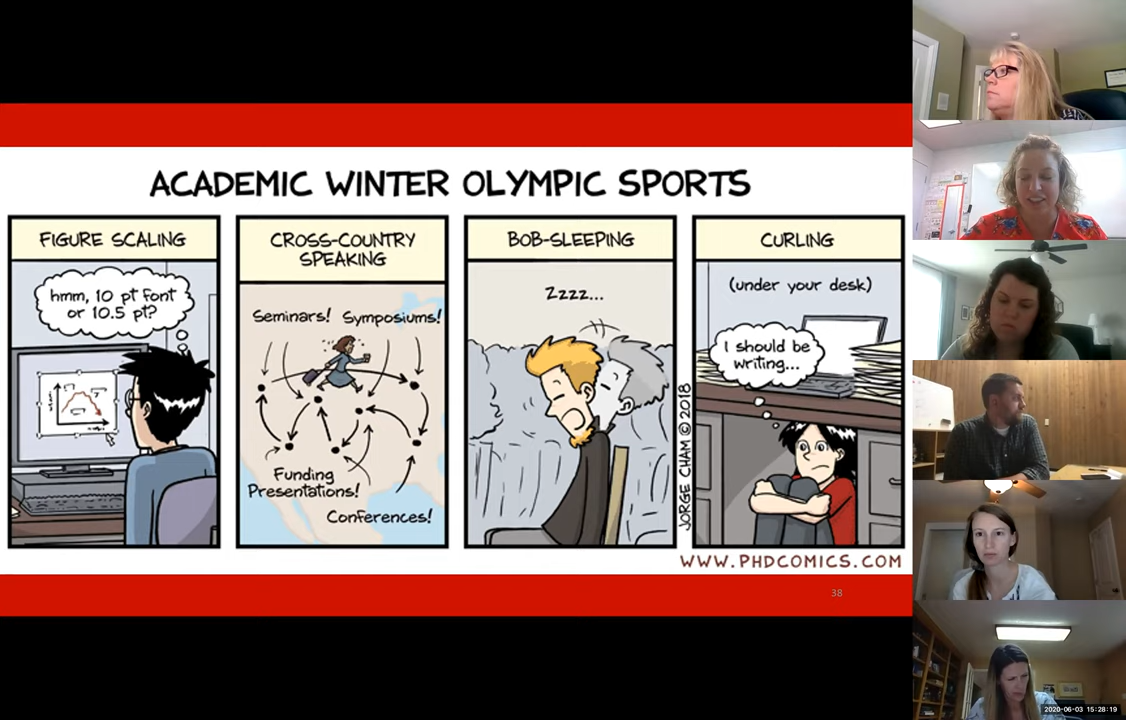 ACADEMIC WINTER OLYMPIC SPORTS
FIGURE SCALING
hmm, 10 pt font
or 10.5 pt?
CROSS-COUNTRY
SPEAKING
Seminars! Symposiums!
Funding
Presentations!
Conferences!
BOB-SLEEPING
Zzzz...
JORGE CHAM © 2018
CURLING
(under your desk)
I should be
writing...
WWW.PHDCOMICS.COM
38
2020-06-03 15:28:19